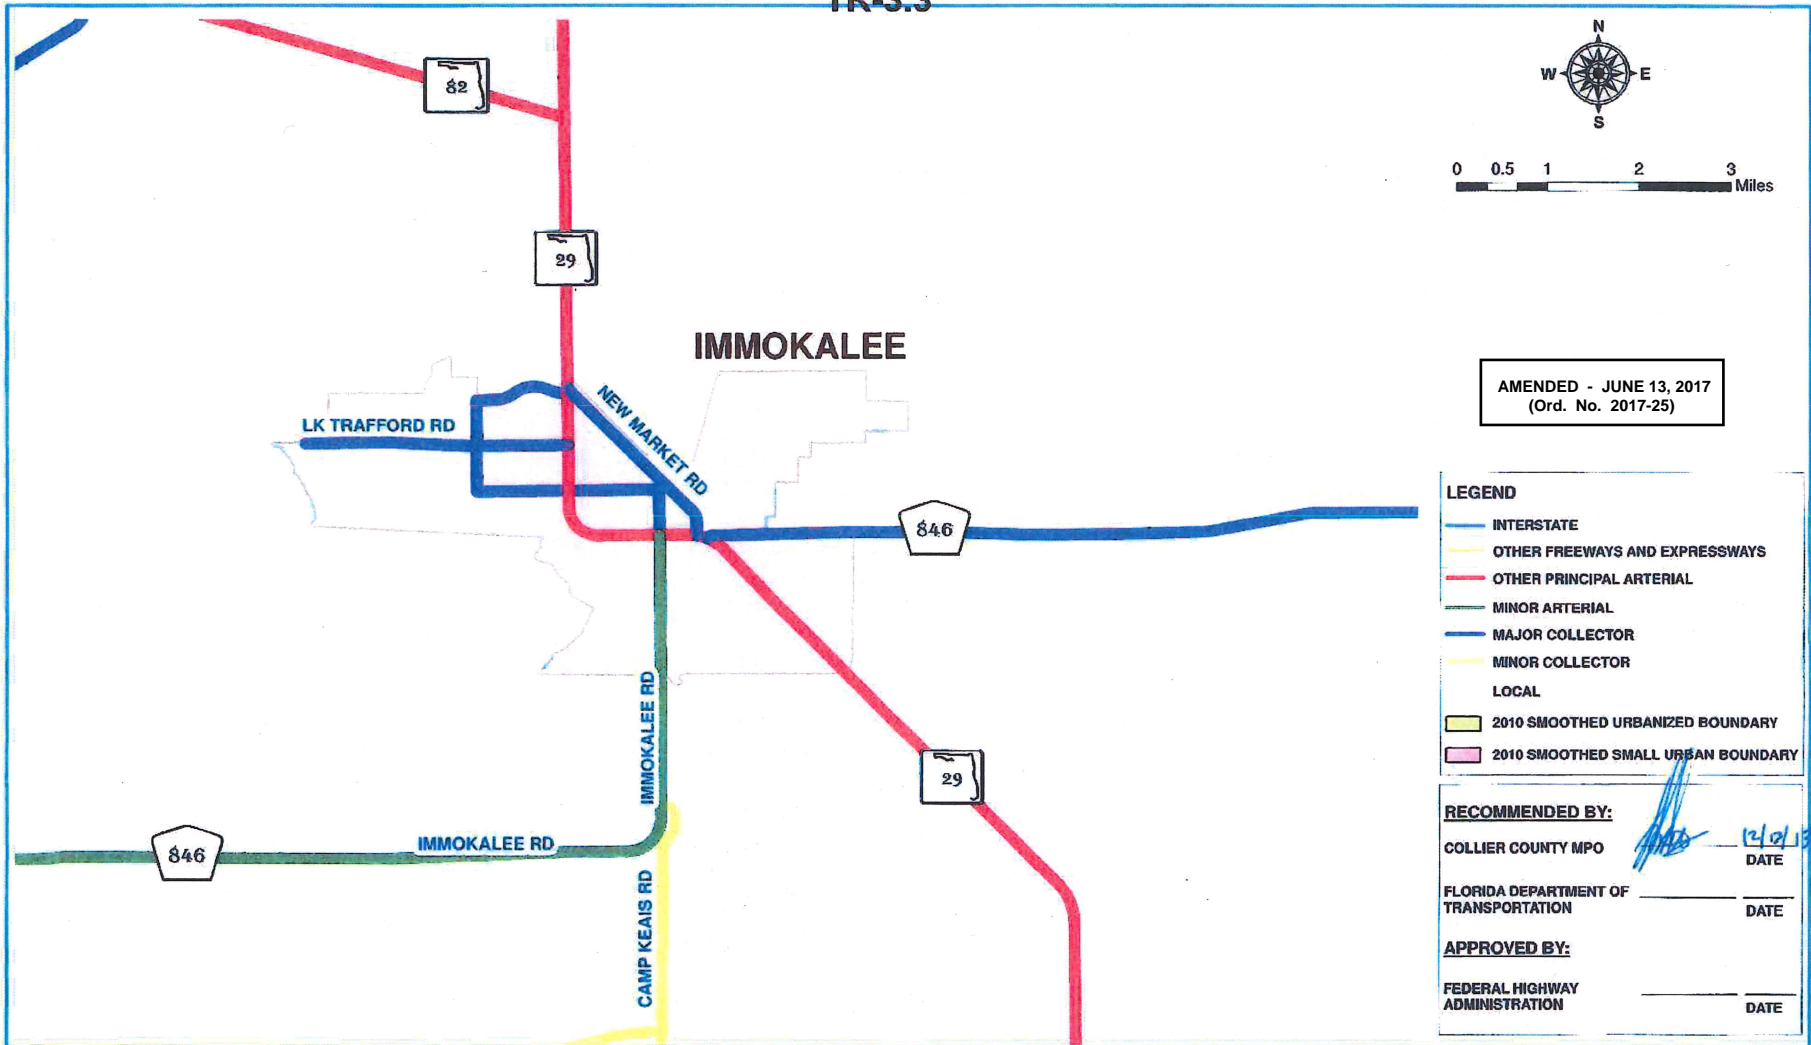 TR-3.3
N
W E
S
82
0 0.5 1 2 3
Miles
29
IMMOKALEE
AMENDED - JUNE 13, 2017
(Ord. No. 2017-25)
NEW MARKET RD
LK TRAFFORD RD
846
LEGEND
INTERSTATE
OTHER FREEWAYS AND EXPRESSWAYS
OTHER PRINCIPAL ARTERIAL
MINOR ARTERIAL
MAJOR COLLECTOR
MINOR COLLECTOR
LOCAL
2010 SMOOTHED URBANIZED BOUNDARY
2010 SMOOTHED SMALL URBAN BOUNDARY
IMMOKALEE RD
29
846
IMMOKALEE RD
CAMP KEAIS RD
RECOMMENDED BY:
COLLIER COUNTY MPO
DATE
FLORIDA DEPARTMENT OF
TRANSPORTATION
DATE
APPROVED BY:
FEDERAL HIGHWAY
ADMINISTRATION
DATE